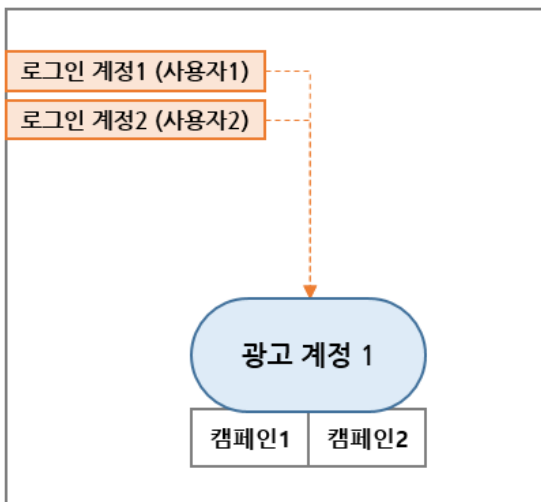 로그인 계정1 (사용자1)
로그인 계정2 (사용자2)
광고 계정 1
캠페인1 캠페인2